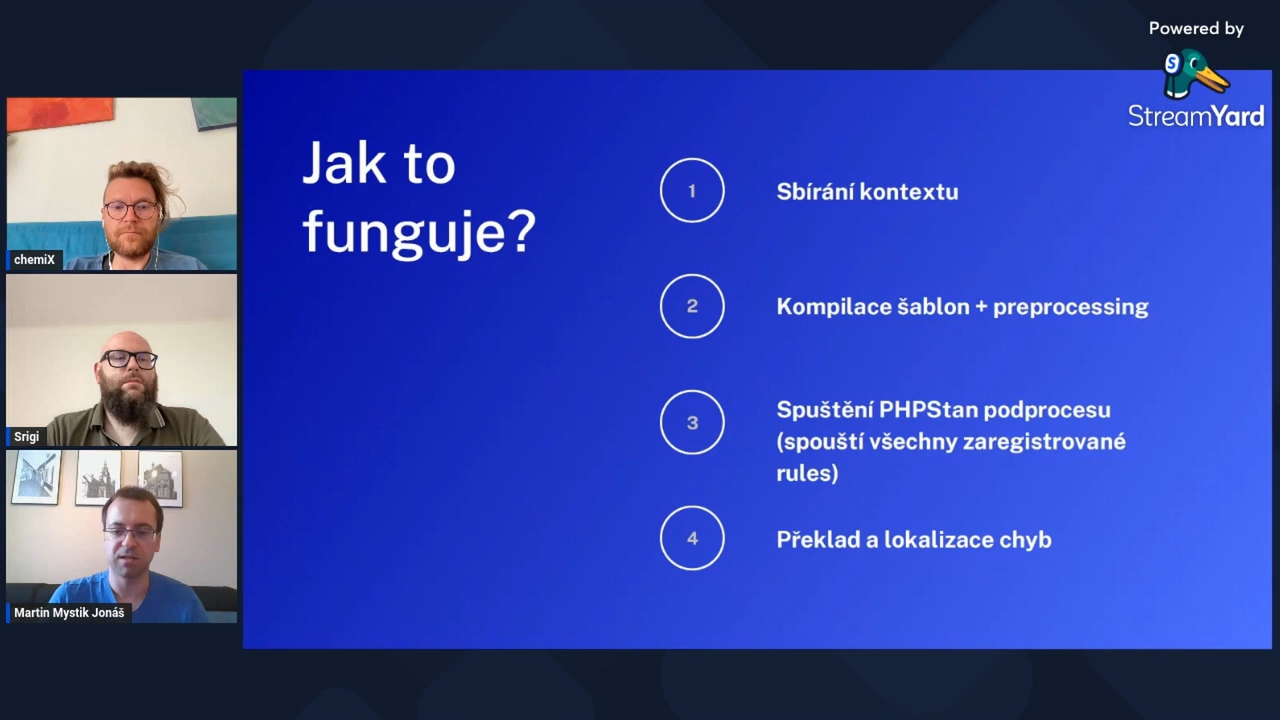 Powered by
S
StreamYard
Jak to
funguje?
1
Sbírání kontextu
2
Kompilace šablon + preprocessing
3
Spuštění PHPStan podprocesu
(spouští všechny zaregistrované
rules)
4
Překlad a lokalizace chyb
chemiX
Srigi
Martin Mystik Jonáš